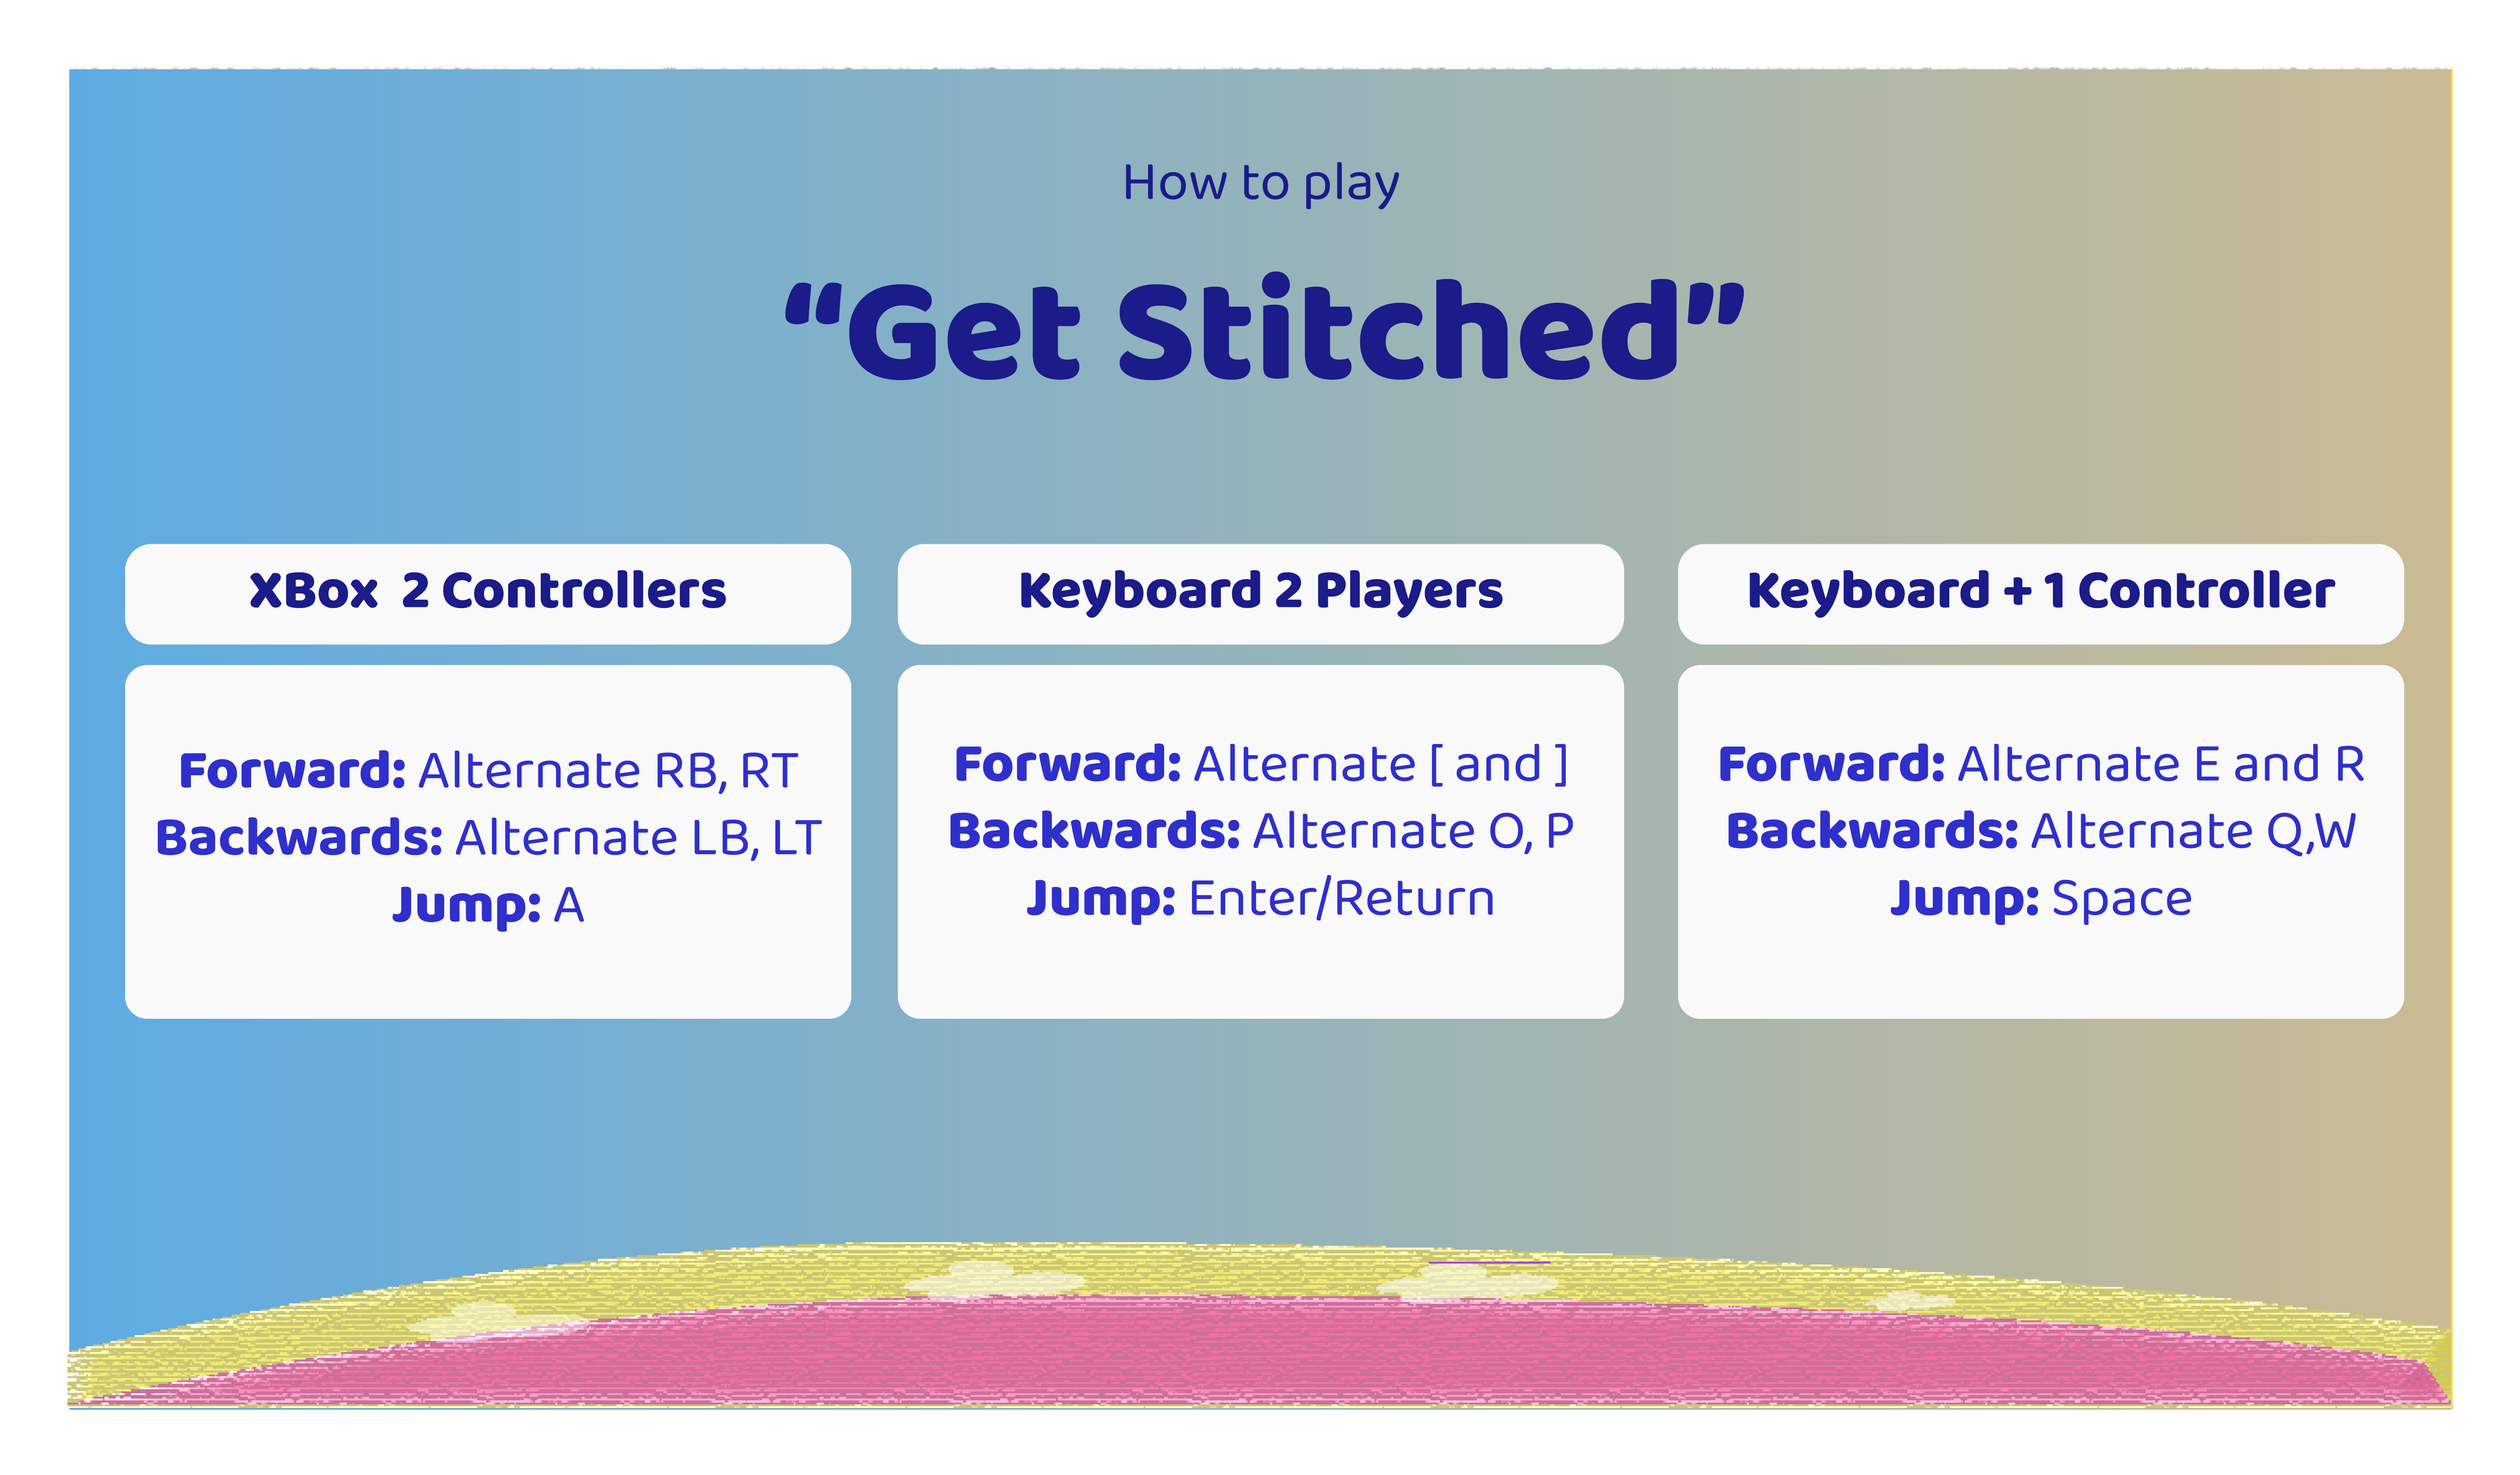 How to play
“Get Stitched”
XBox  2 Controllers
Forward: Alternate RB, RT
Backwards: Alternate LB, LT
Jump: A
Keyboard 2 Players
Forward: Alternate [ and ]
Backwards: Alternate O, P
Jump: Enter/Return
Keyboard + 1 Controller
Forward: Alternate E and R
Backwards: Alternate Q,W
Jump: Space